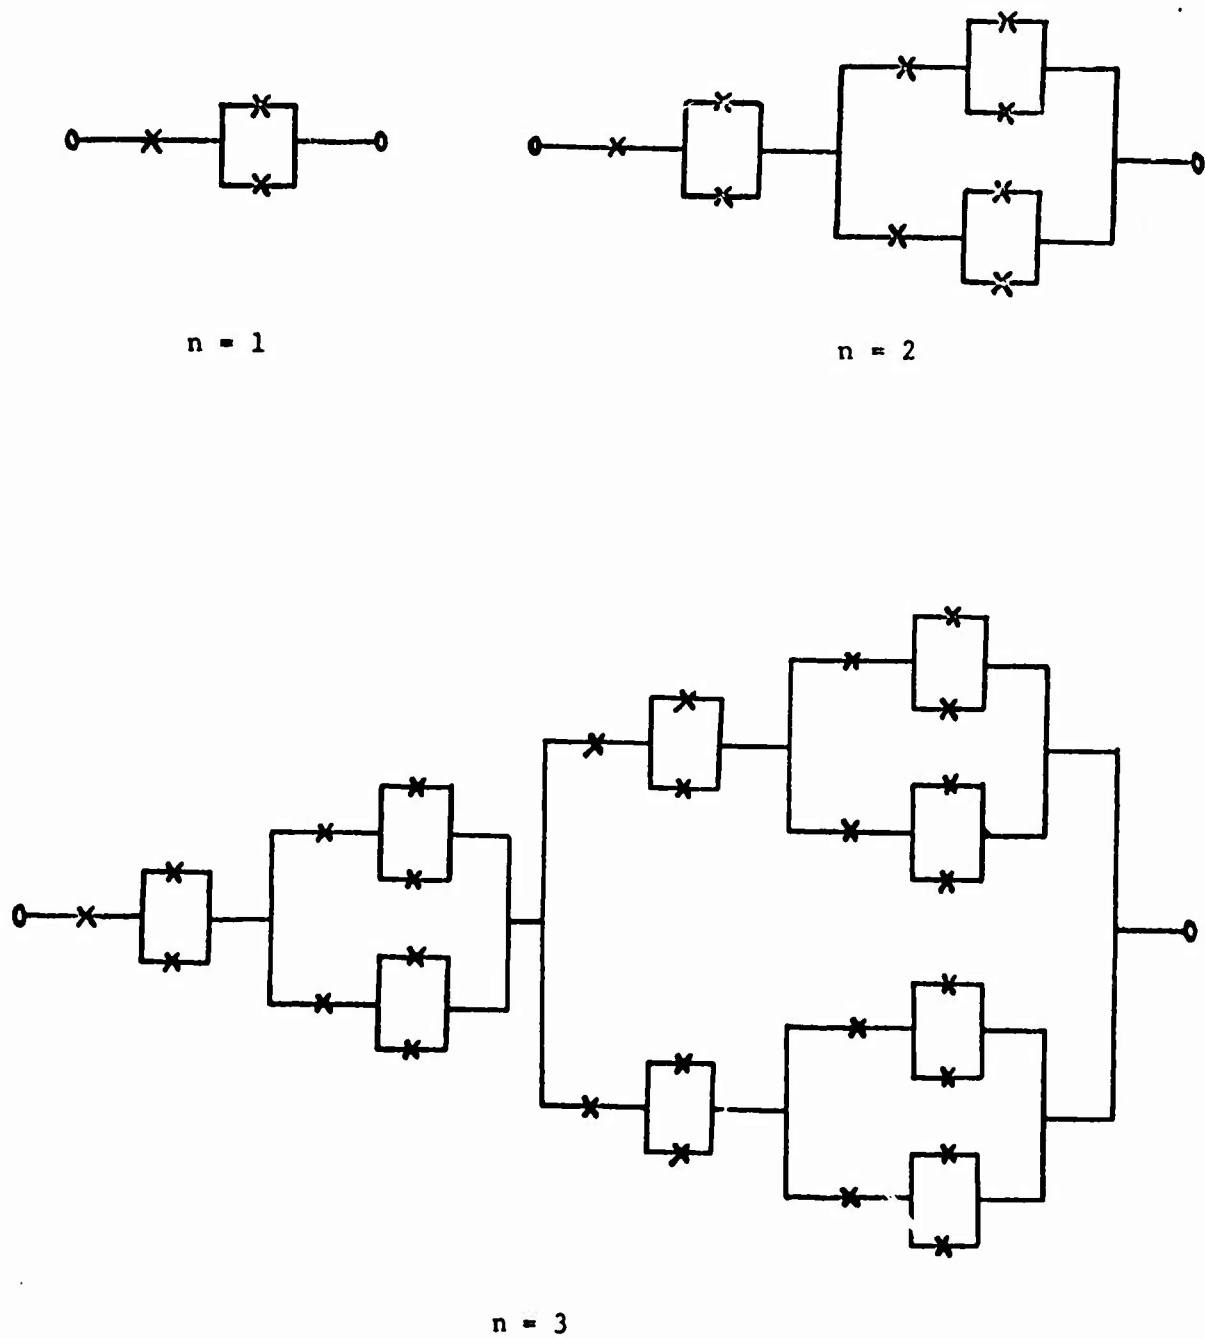 n = 1
n = 2
n = 3